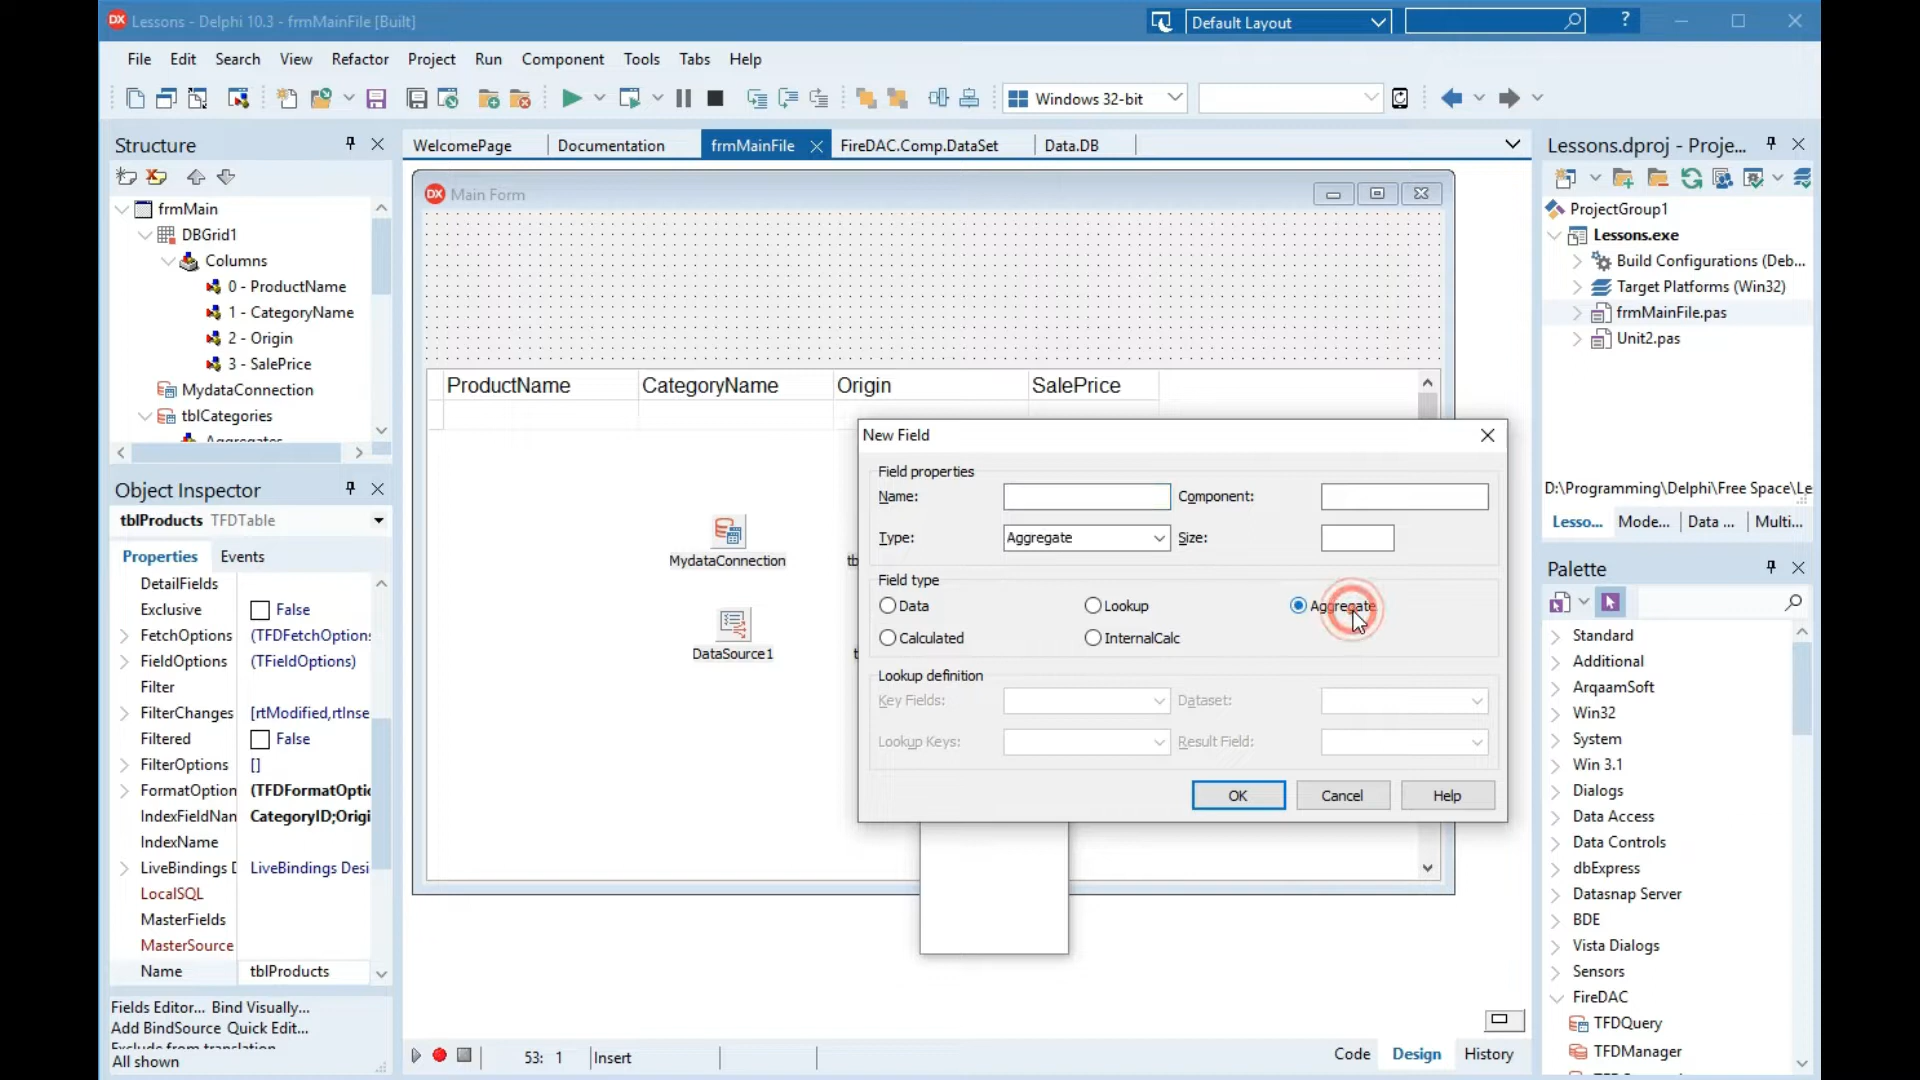 DX Lessons - Delphi 10.3 - frmMainFile [Built]
Default Layout
?
File Edit Search View Refactor Project Run Component Tools Tabs Help
Windows 32-bit
Structure
frmMain
DBGrid1
Columns
0 - ProductName
1 - CategoryName
2 - Origin
3 - SalePrice
MydataConnection
tblCategories
Aggregates
Object Inspector
tblProducts TFDTable
Properties Events
DetailFields
Exclusive False
FetchOptions (TFDFetchOptions
FieldOptions (TFieldOptions)
Filter
FilterChanges [rtModified,rtInse
Filtered False
FilterOptions []
FormatOption (TFDFormatOptio
IndexFieldNan CategoryID;Origi
IndexName
LiveBindings D LiveBindings Desi
LocalSQL
MasterFields
MasterSource
Name tblProducts
Fields Editor... Bind Visually...
Add BindSource Quick Edit...
Exclude from translation
All shown
WelcomePage Documentation frmMainFile FireDAC.Comp.DataSet Data.DB
DX Main Form
ProductName CategoryName Origin SalePrice
MydataConnection
tb
DataSource1
t
New Field
Field properties
Name: Component:
Type: Aggregate Size:
Field type
Data Lookup Aggregate
Calculated InternalCalc
Lookup definition
Key Fields: Dataset:
Lookup Keys: Result Field:
OK Cancel Help
53: 1 Insert
Code Design History
Lessons.dproj - Proje...
ProjectGroup1
Lessons.exe
Build Configurations (Deb...
Target Platforms (Win32)
frmMainFile.pas
Unit2.pas
D:\Programming\Delphi\Free Space\Le
Lesso... Mode... Data ... Multi...
Palette
Standard
Additional
ArqaamSoft
Win32
System
Win 3.1
Dialogs
Data Access
Data Controls
dbExpress
Datasnap Server
BDE
Vista Dialogs
Sensors
FireDAC
TFDQuery
TFDManager